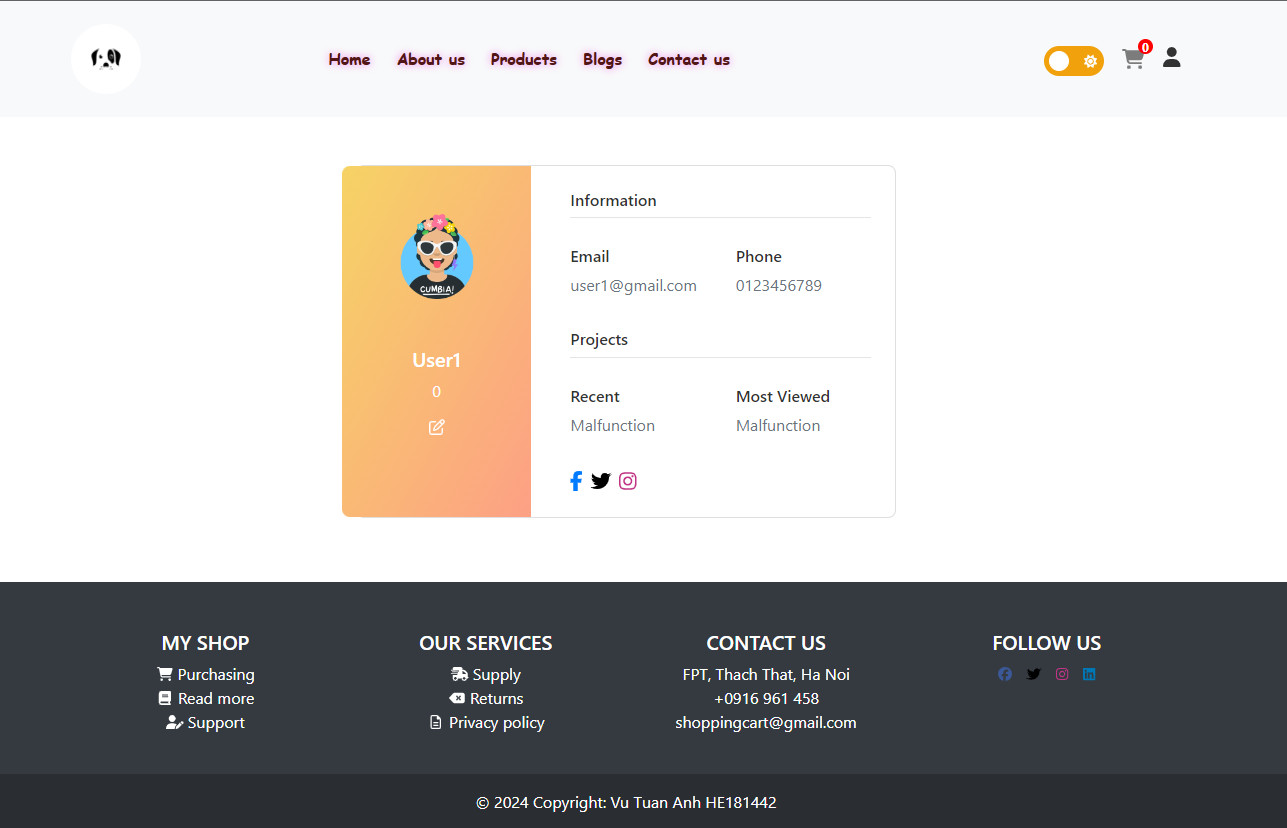 Home About us Products Blogs Contact us 0
CUMBIA!
User1
0
Information
Email Phone
user1@gmail.com 0123456789
Projects
Recent Most Viewed
Malfunction Malfunction
MY SHOP
Purchasing
Read more
Support
OUR SERVICES
Supply
Returns
Privacy policy
CONTACT US
FPT, Thach That, Ha Noi
+0916 961 458
shoppingcart@gmail.com
FOLLOW US
© 2024 Copyright: Vu Tuan Anh HE181442